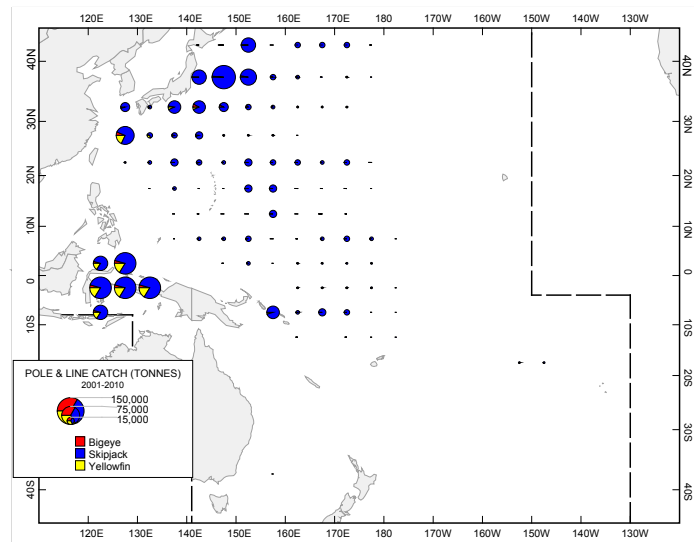 120E 130E 140E 150E 160E 170E 180 170W 160W 150W 140W 130W
40N 40N
30N 30N
20N 20N
10N 10N
0 0
10S 10S
20S
30S
40S 40S
POLE & LINE CATCH (TONNES)
2001-2010
150,000
75,000
15,000
Bigeye
Skipjack
Yellowfin
120E 130E 140E 150E 160E 170E 180 170W 160W 150W 140W 130W